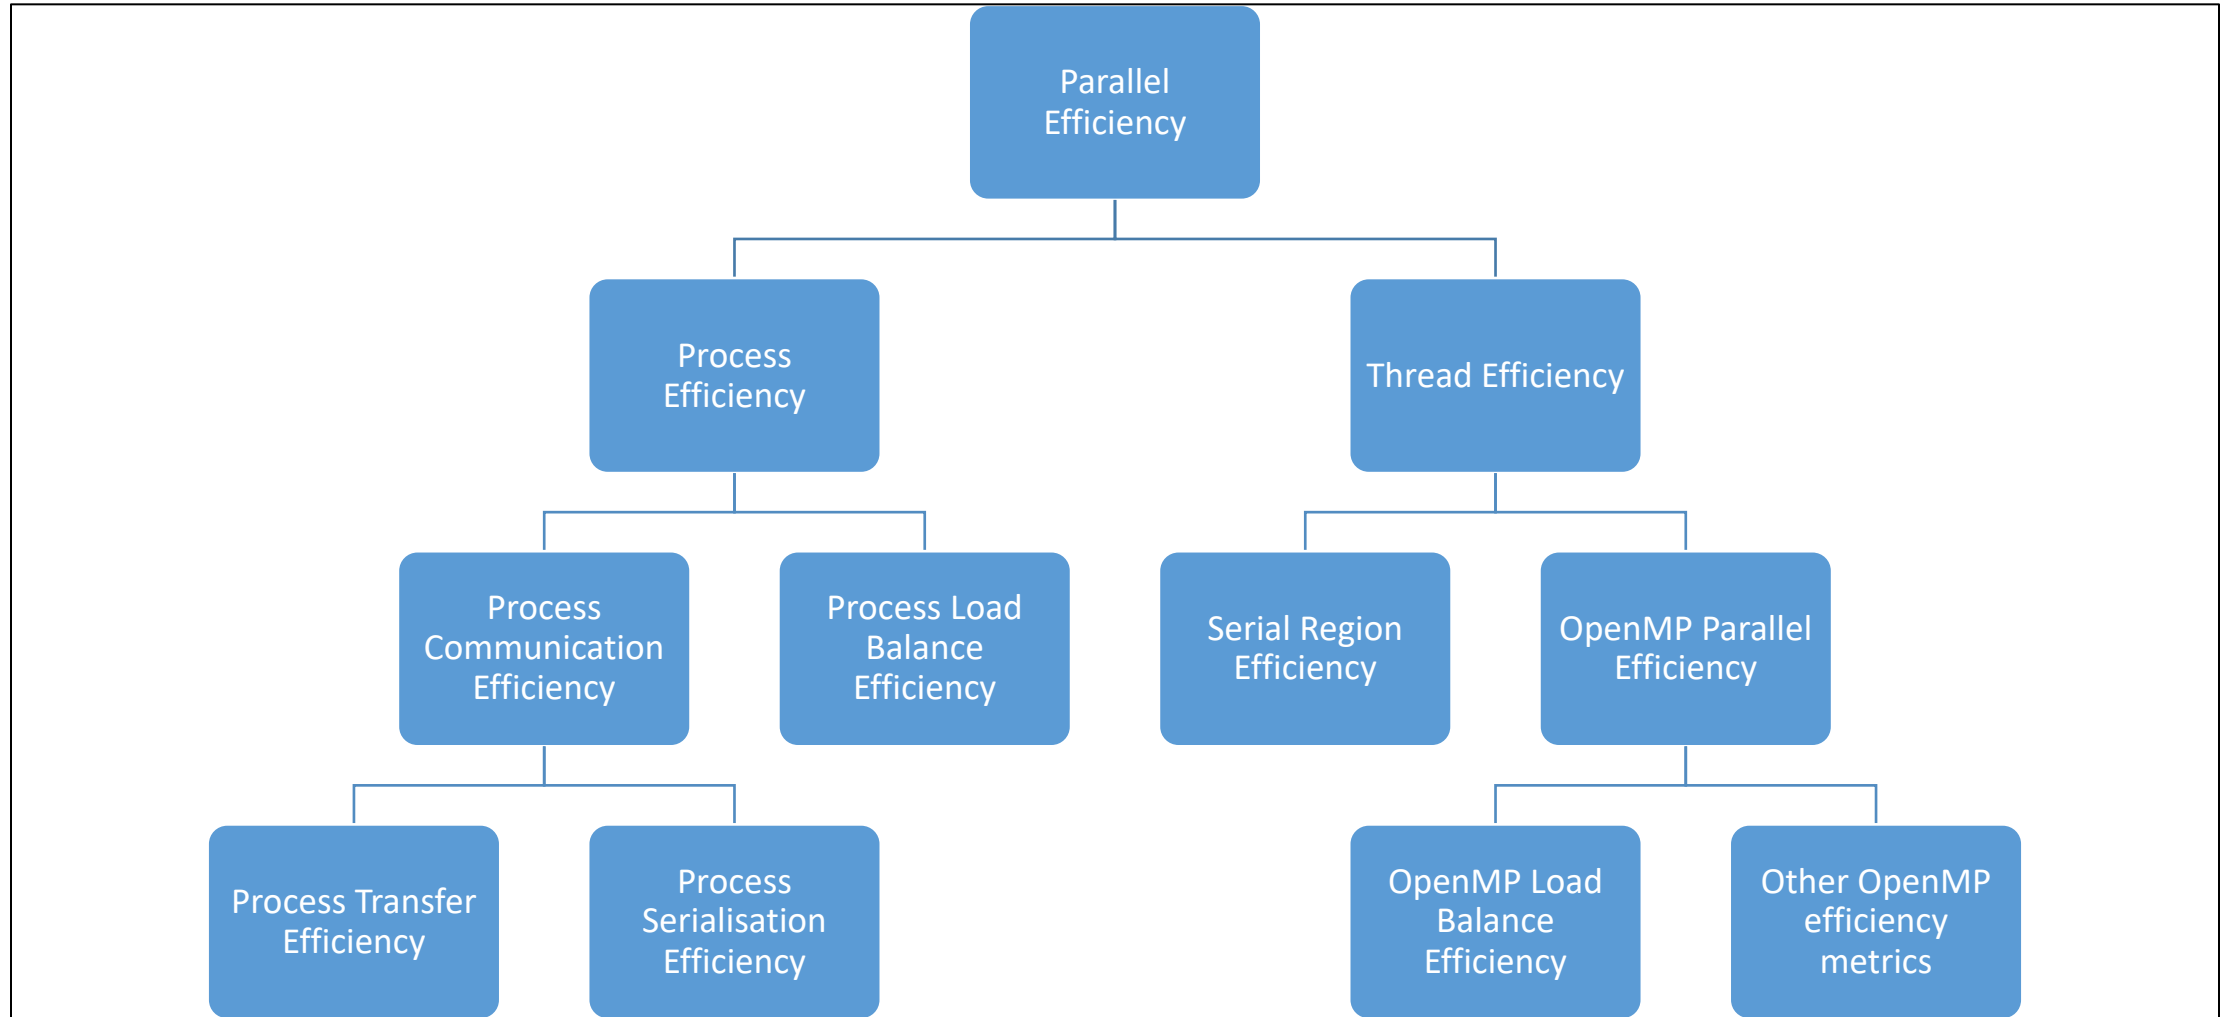 Parallel
Efficiency
Process
Efficiency
Thread Efficiency
Process
Communication
Efficiency
Process Load
Balance
Efficiency
Serial Region
Efficiency
OpenMP Parallel
Efficiency
Process Transfer
Efficiency
Process
Serialisation
Efficiency
OpenMP Load
Balance
Efficiency
Other OpenMP
efficiency
metrics